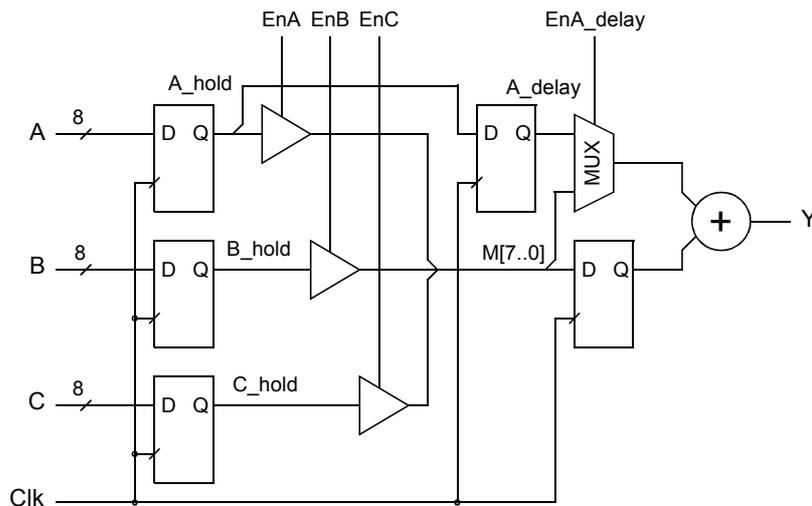 EnA EnB EnC EnA_delay
A_hold A_delay
A 8 D Q D Q MUX
+ Y
B 8 D Q B_hold M[7..0] D Q
C 8 D Q C_hold
Clk